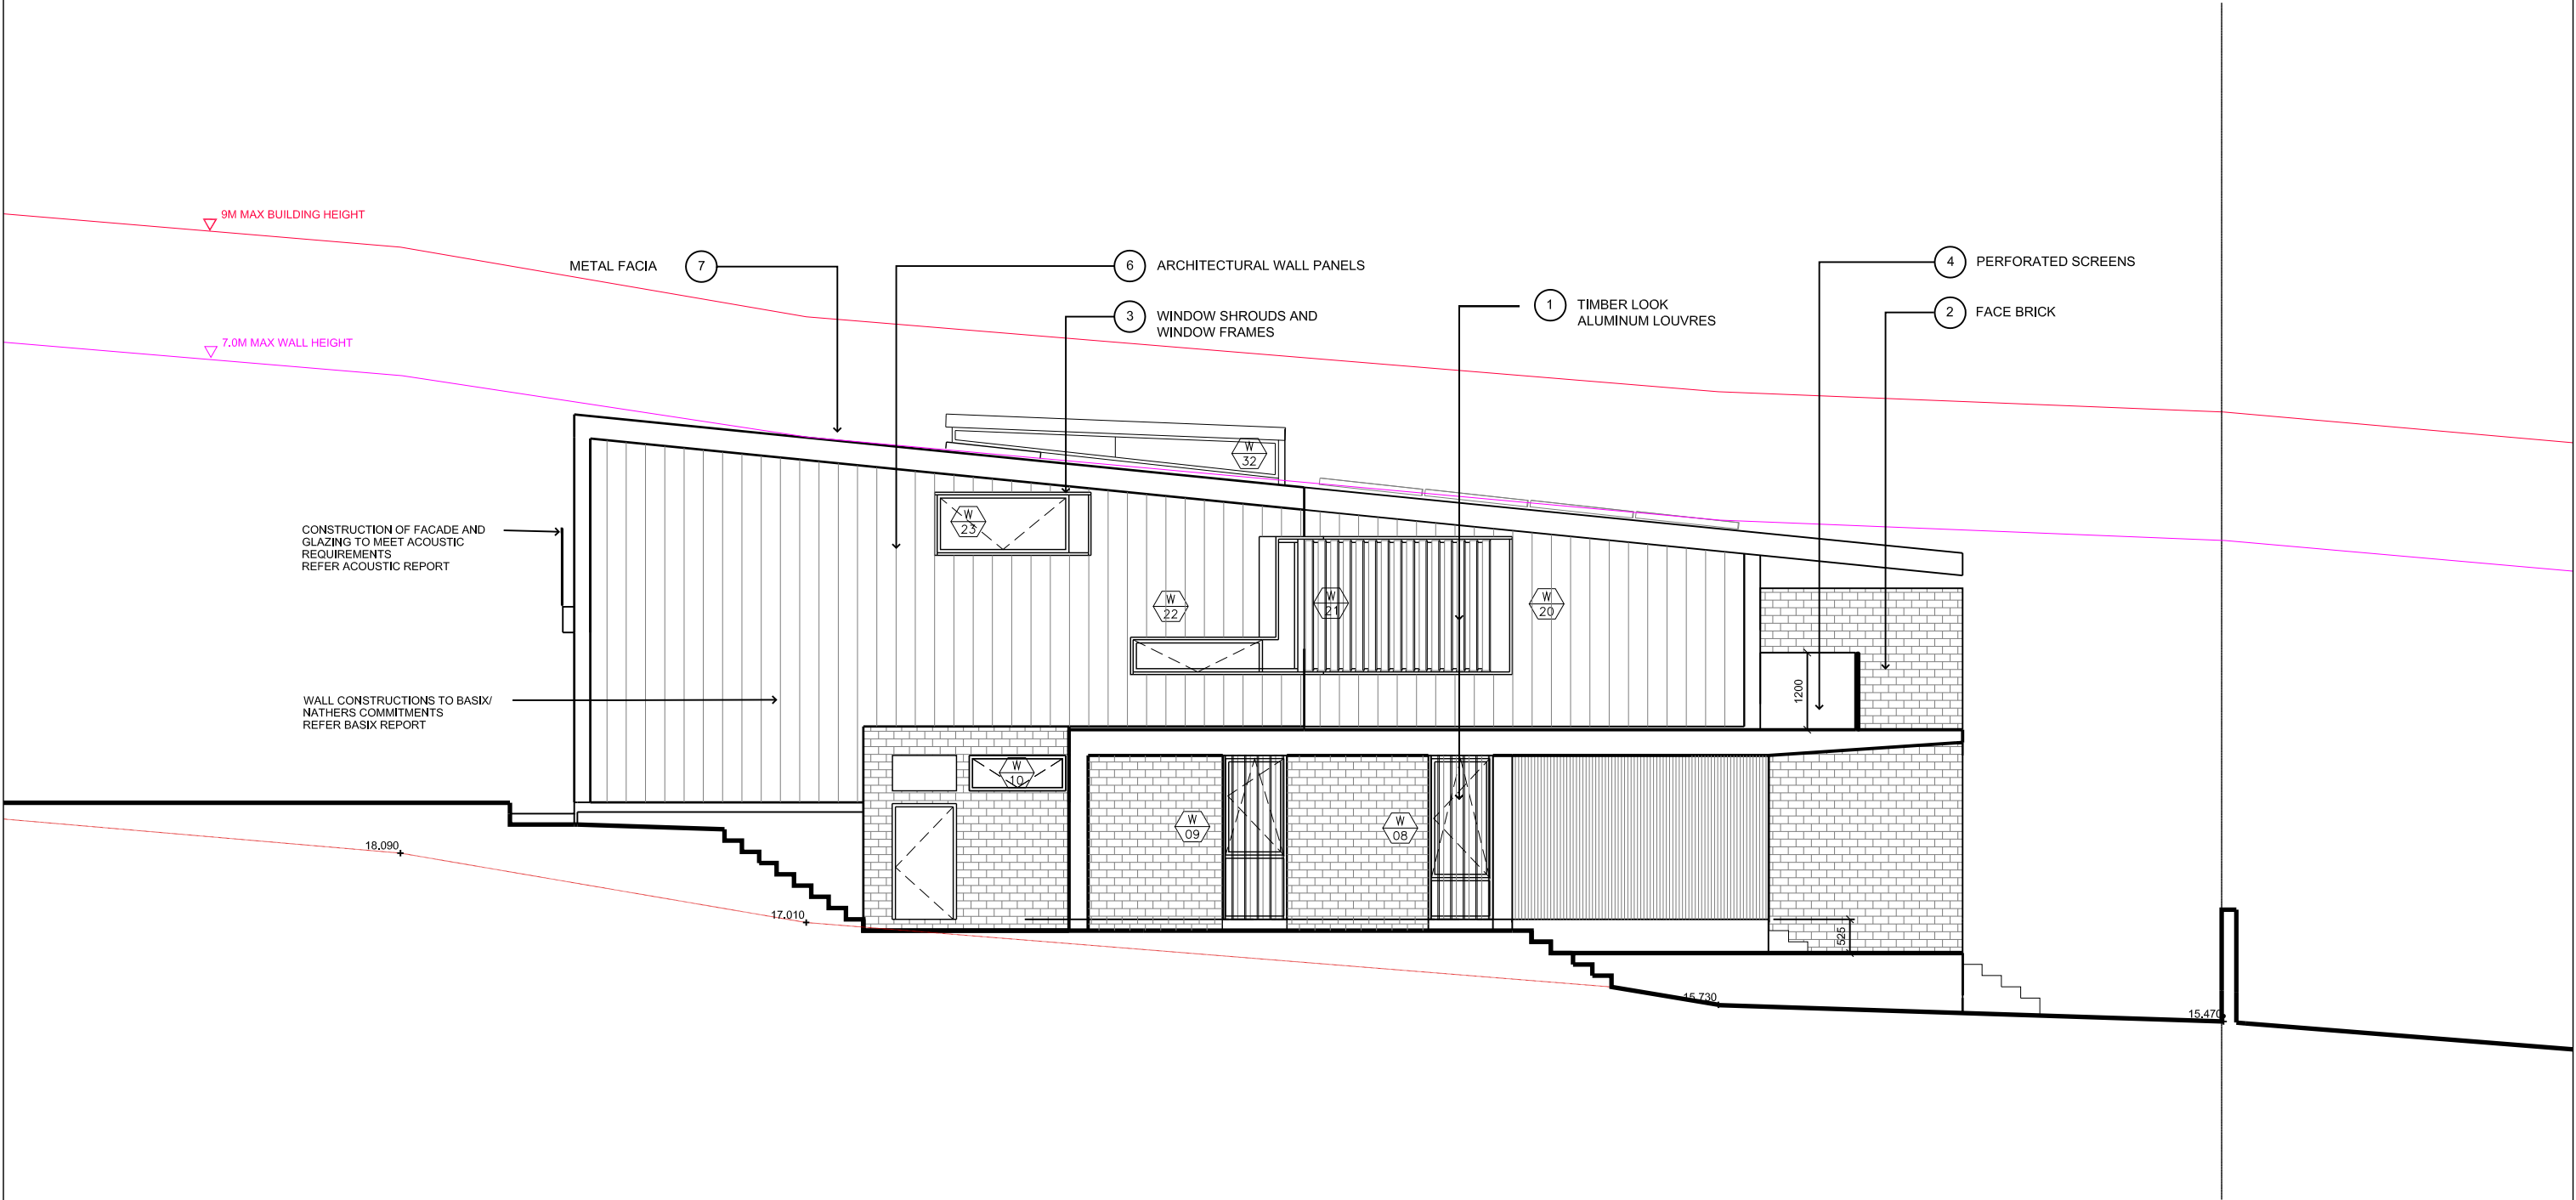 9M MAX BUILDING HEIGHT
7.0M MAX WALL HEIGHT
METAL FACIA
7
6
ARCHITECTURAL WALL PANELS
3
WINDOW SHROUDS AND
WINDOW FRAMES
1
TIMBER LOOK
ALUMINUM LOUVRES
4
PERFORATED SCREENS
2
FACE BRICK
W
32
W
23
CONSTRUCTION OF FACADE AND
GLAZING TO MEET ACOUSTIC
REQUIREMENTS
REFER ACOUSTIC REPORT
W
22
W
21
W
20
WALL CONSTRUCTIONS TO BASIX/
NATHERS COMMITMENTS
REFER BASIX REPORT
1200
W
10
W
09
W
08
18.090
17.010
525
15.730
15.470